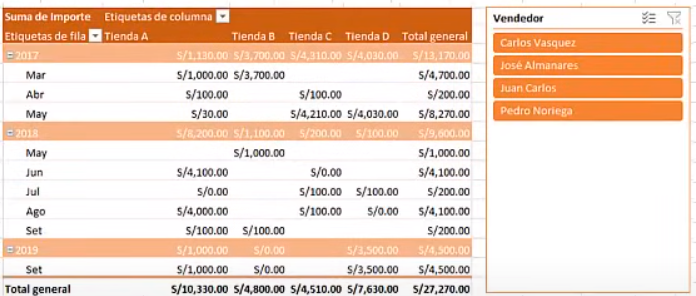 Suma de Importe Etiquetas de columna
Etiquetas de fila Tienda A Tienda B Tienda C Tienda D Total general
2017 S/1,130.00 S/3,700.00 S/4,310.00 S/4,030.00 S/13,170.00
Mar S/1,000.00 S/3,700.00 S/4,700.00
Abr S/100.00 S/100.00 S/200.00
May S/30.00 S/4,210.00 S/4,030.00 S/8,270.00
2018 S/8,200.00 S/1,100.00 S/200.00 S/100.00 S/9,600.00
May S/1,000.00 S/1,000.00
Jun S/4,100.00 S/0.00 S/4,100.00
Jul S/0.00 S/100.00 S/100.00 S/200.00
Ago S/4,000.00 S/100.00 S/0.00 S/4,100.00
Set S/100.00 S/100.00 S/200.00
2019 S/1,000.00 S/0.00 S/3,500.00 S/4,500.00
Set S/1,000.00 S/0.00 S/3,500.00 S/4,500.00
Total general S/10,330.00 S/4,800.00 S/4,510.00 S/7,630.00 S/27,270.00
Vendedor
Carlos Vasquez
José Almanares
Juan Carlos
Pedro Noriega